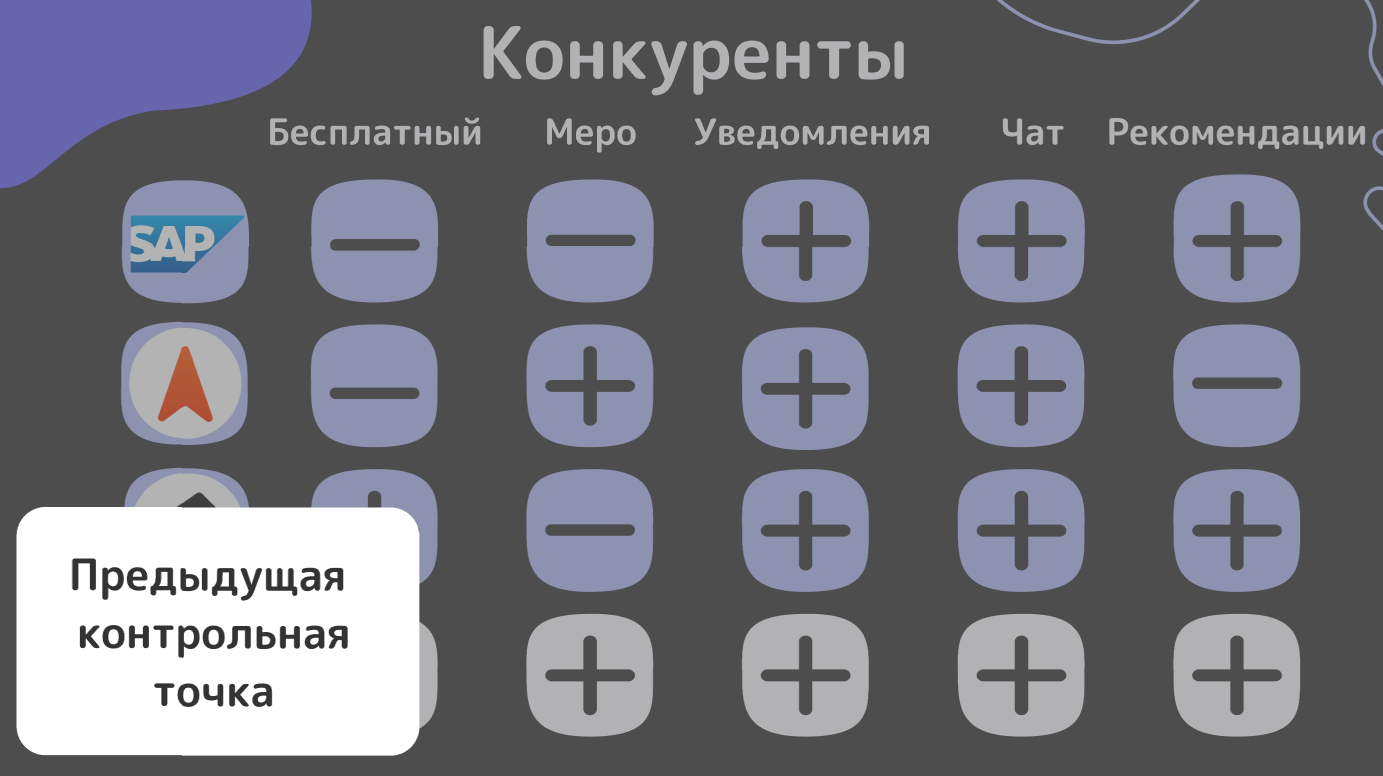 Конкуренты
Бесплатный Меро Уведомления Чат Рекомендации
SAP
Предыдущая
контрольная
точка